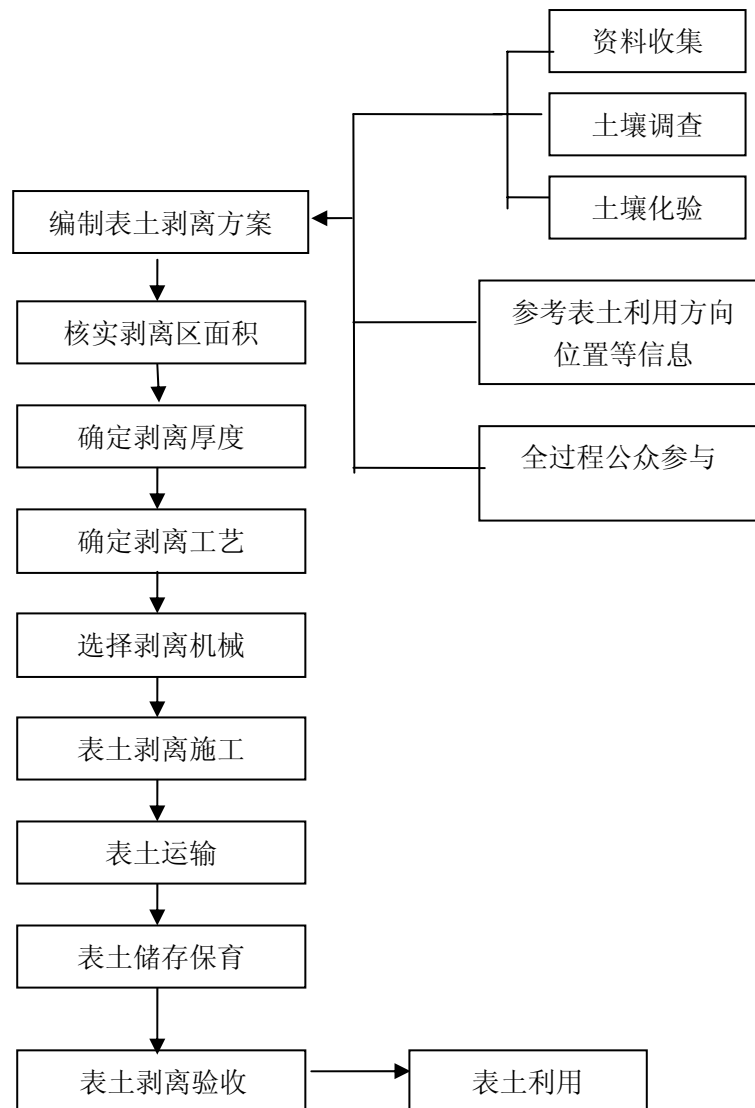 资料收集
土壤调查
土壤化验
编制表土剥离方案
参考表土利用方向
位置等信息
核实剥离区面积
确定剥离厚度
全过程公众参与
确定剥离工艺
选择剥离机械
表土剥离施工
表土运输
表土储存保育
表土剥离验收
表土利用